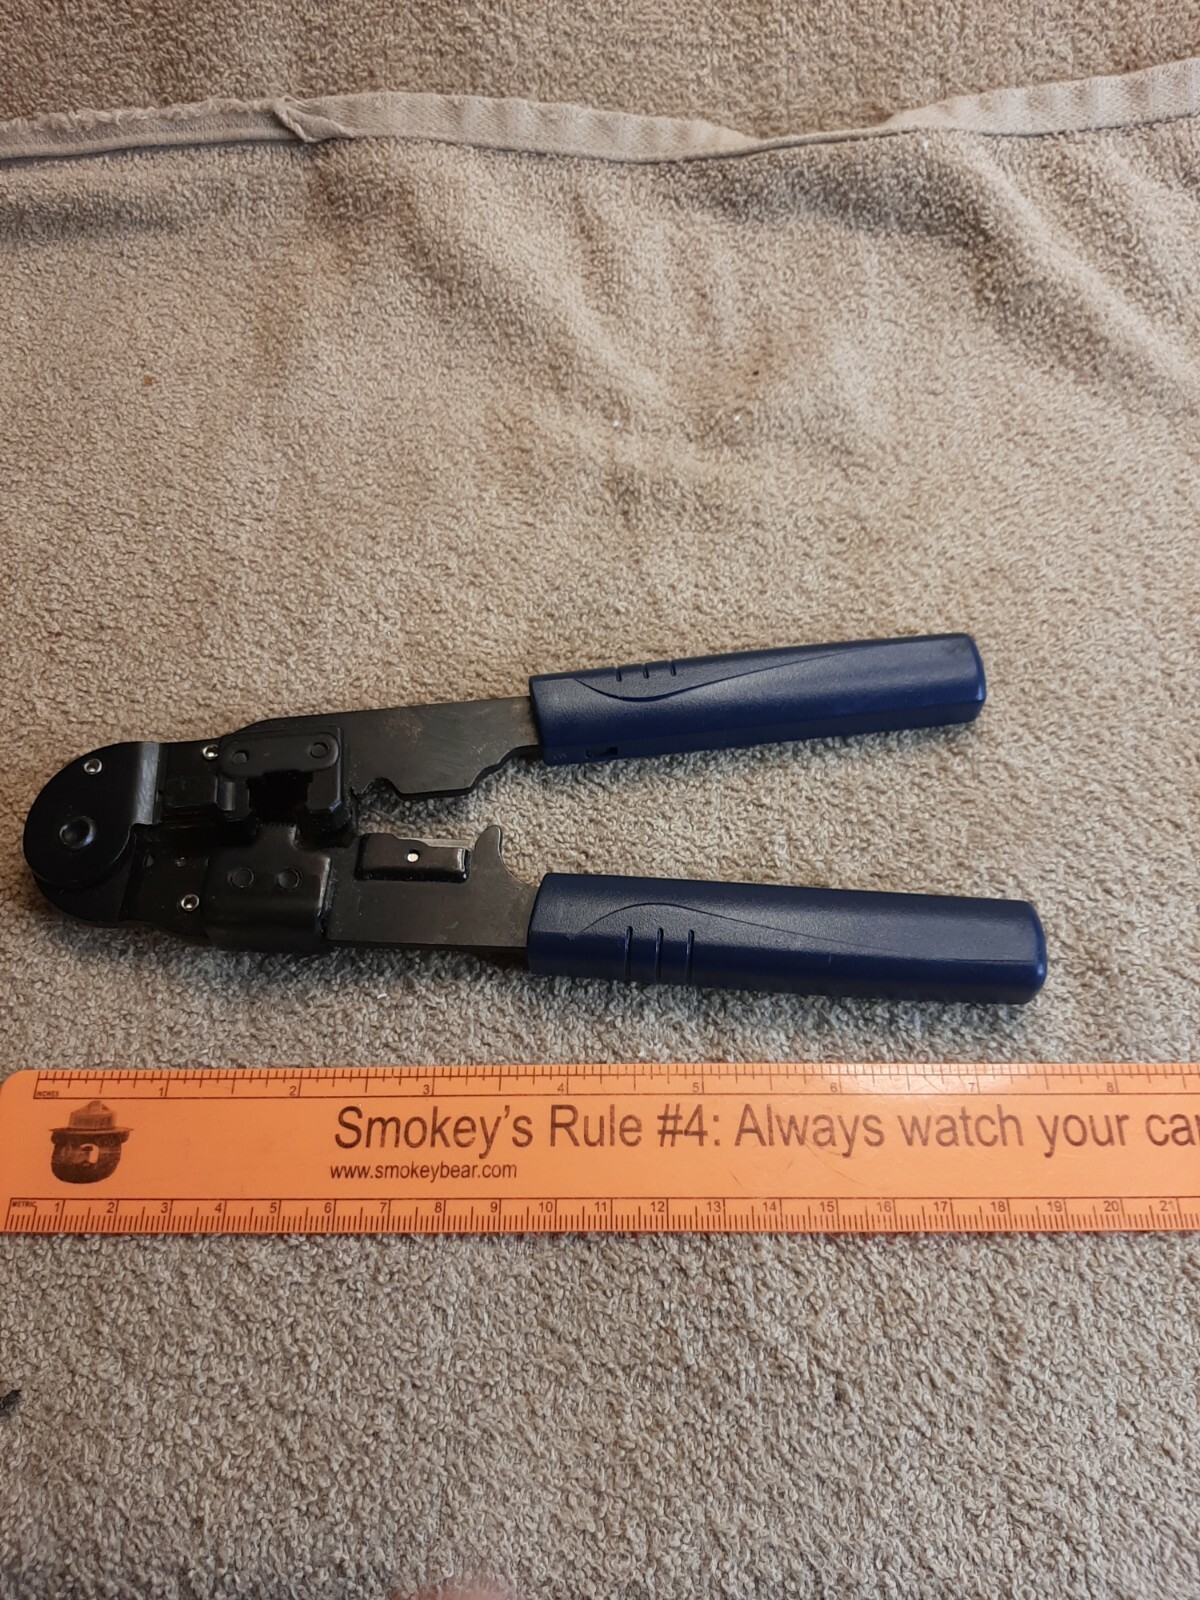 INCHES 1 2 3 4 5 6 7 8
Smokey's Rule #4: Always watch your ca
www.smokeybear.com
METRIC 1 2 3 4 5 6 7 8 9 10 11 12 13 14 15 16 17 18 19 20 21